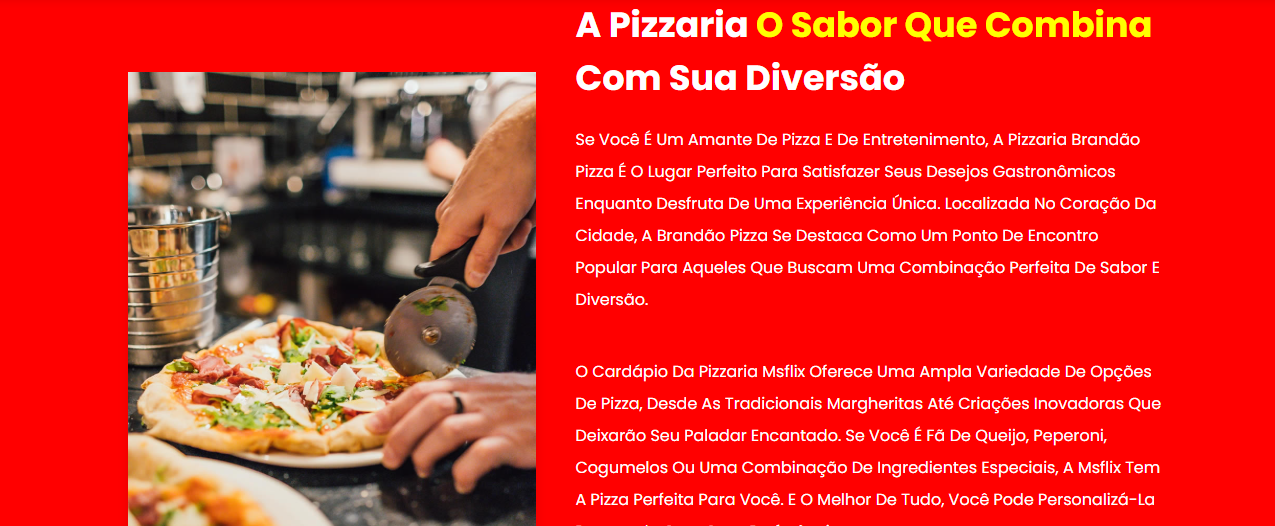 A Pizzaria O Sabor Que Combina
Com Sua Diversão
Se Você É Um Amante De Pizza E De Entretenimento, A Pizzaria Brandão
Pizza É O Lugar Perfeito Para Satisfazer Seus Desejos Gastronômicos
Enquanto Desfruta De Uma Experiência Única. Localizada No Coração Da
Cidade, A Brandão Pizza Se Destaca Como Um Ponto De Encontro
Popular Para Aqueles Que Buscam Uma Combinação Perfeita De Sabor E
Diversão.
O Cardápio Da Pizzaria Msflix Oferece Uma Ampla Variedade De Opções
De Pizza, Desde As Tradicionais Margheritas Até Criações Inovadoras Que
Deixarão Seu Paladar Encantado. Se Você É Fã De Queijo, Peperoni,
Cogumelos Ou Uma Combinação De Ingredientes Especiais, A Msflix Tem
A Pizza Perfeita Para Você. E O Melhor De Tudo, Você Pode Personalizá-La